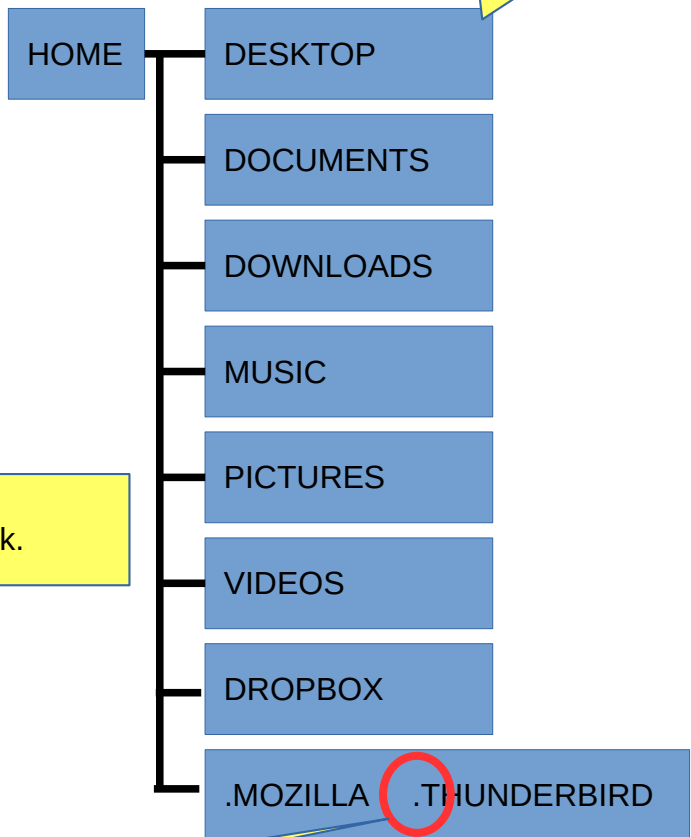 HOME
DESKTOP
DOCUMENTS
DOWNLOADS
MUSIC
PICTURES
k.
VIDEOS
DROPBOX
.MOZILLA .THUNDERBIRD